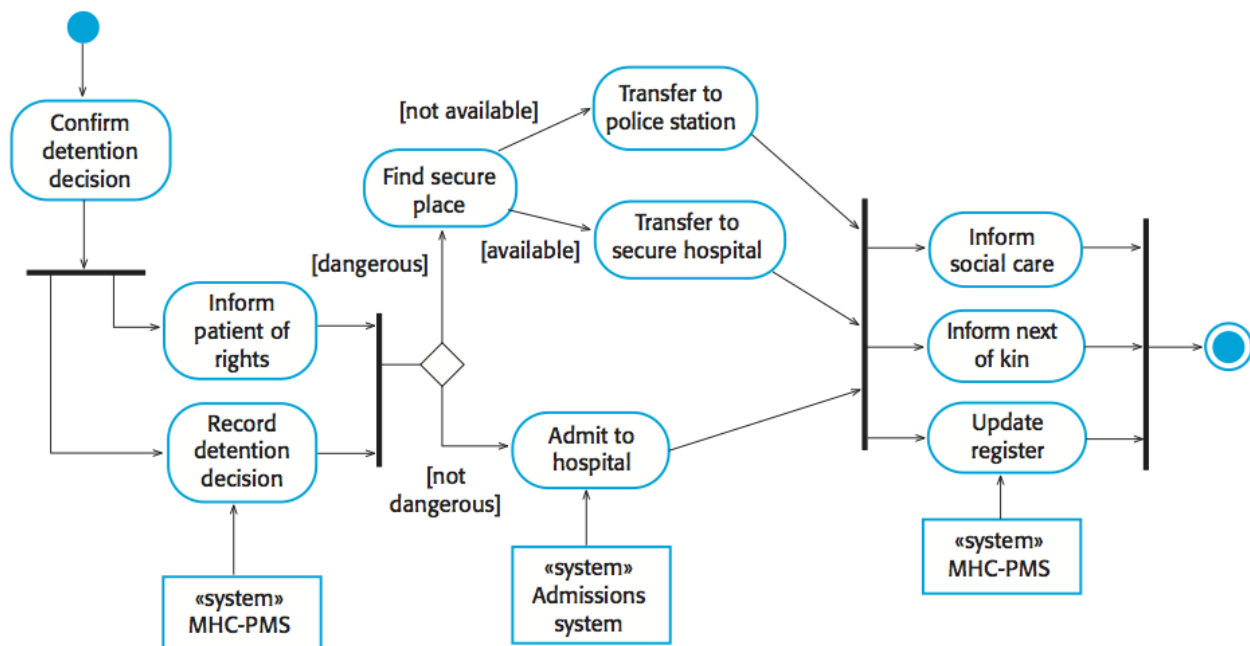 Confirm
detention
decision
[not available]
Transfer to
police station
Find secure
place
Transfer to
secure hospital
[available]
[dangerous]
Inform
social care
Inform
patient of
rights
Inform next
of kin
Record
detention
decision
Admit to
hospital
Update
register
[not
dangerous]
«system»
MHC-PMS
«system»
Admissions
system
«system»
MHC-PMS